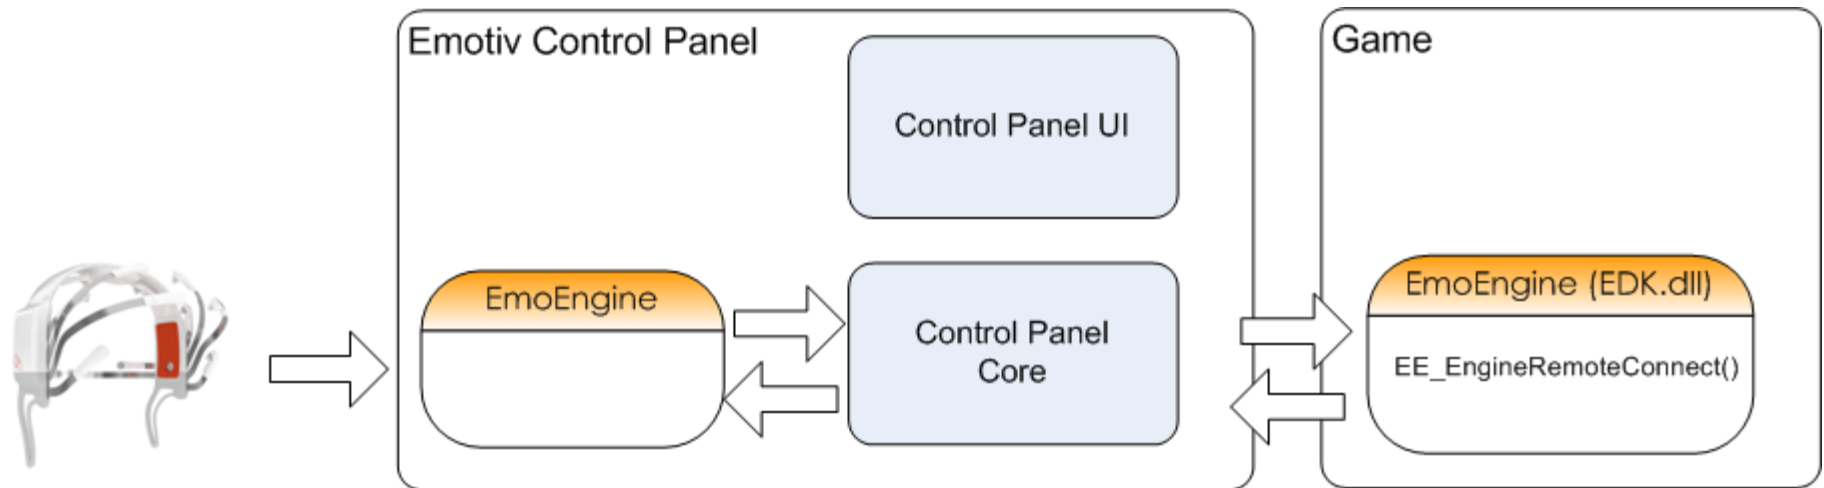 Emotiv Control Panel
Control Panel UI
EmoEngine
Control Panel
Core
Game
EmoEngine (EDK.dll)
EE_EngineRemoteConnect()